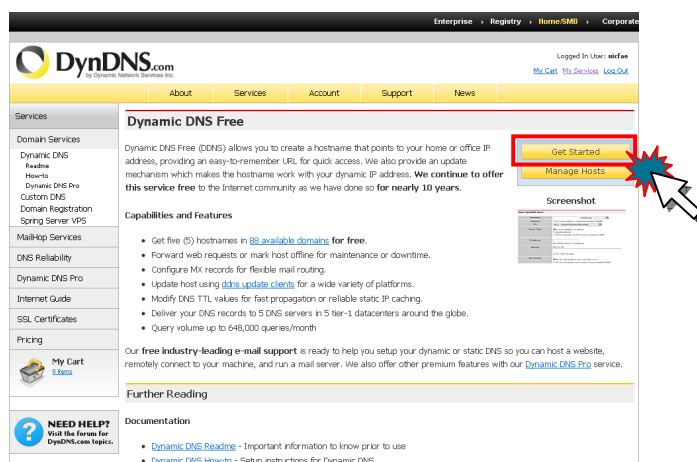 Enterprise › Registry › Home/SMB › Corporate
DynDNS.com
by Dynamic Network Services Inc.
Logged In User: uicfae
My Cart My Services Log Out
About Services Account Support News
Services
Domain Services
Dynamic DNS
Readme
How-to
Dynamic DNS Pro
Custom DNS
Domain Registration
Spring Server VPS
MailHop Services
DNS Reliability
Dynamic DNS Pro
Internet Guide
SSL Certificates
Pricing
My Cart
0 items
NEED HELP?
Visit the forum for
DynDNS.com topics.
Dynamic DNS Free
Dynamic DNS Free (DDNS) allows you to create a hostname that points to your home or office IP
address, providing an easy-to-remember URL for quick access. We also provide an update
mechanism which makes the hostname work with your dynamic IP address. We continue to offer
this service free to the Internet community as we have done so for nearly 10 years.
Get Started
Manage Hosts
Screenshot
Capabilities and Features
• Get five (5) hostnames in 88 available domains for free.
• Forward web requests or mark host offline for maintenance or downtime.
• Configure MX records for flexible mail routing.
• Update host using ddns update clients for a wide variety of platforms.
• Modify DNS TTL values for fast propagation or reliable static IP caching.
• Deliver your DNS records to 5 DNS servers in 5 tier-1 datacenters around the globe.
• Query volume up to 648,000 queries/month
Our free industry-leading e-mail support is ready to help you setup your dynamic or static DNS so you can host a website,
remotely connect to your machine, and run a mail server. We also offer other premium features with our Dynamic DNS Pro service.
Further Reading
Documentation
• Dynamic DNS Readme - Important information to know prior to use
• Dynamic DNS How-to - Setup instructions for Dynamic DNS